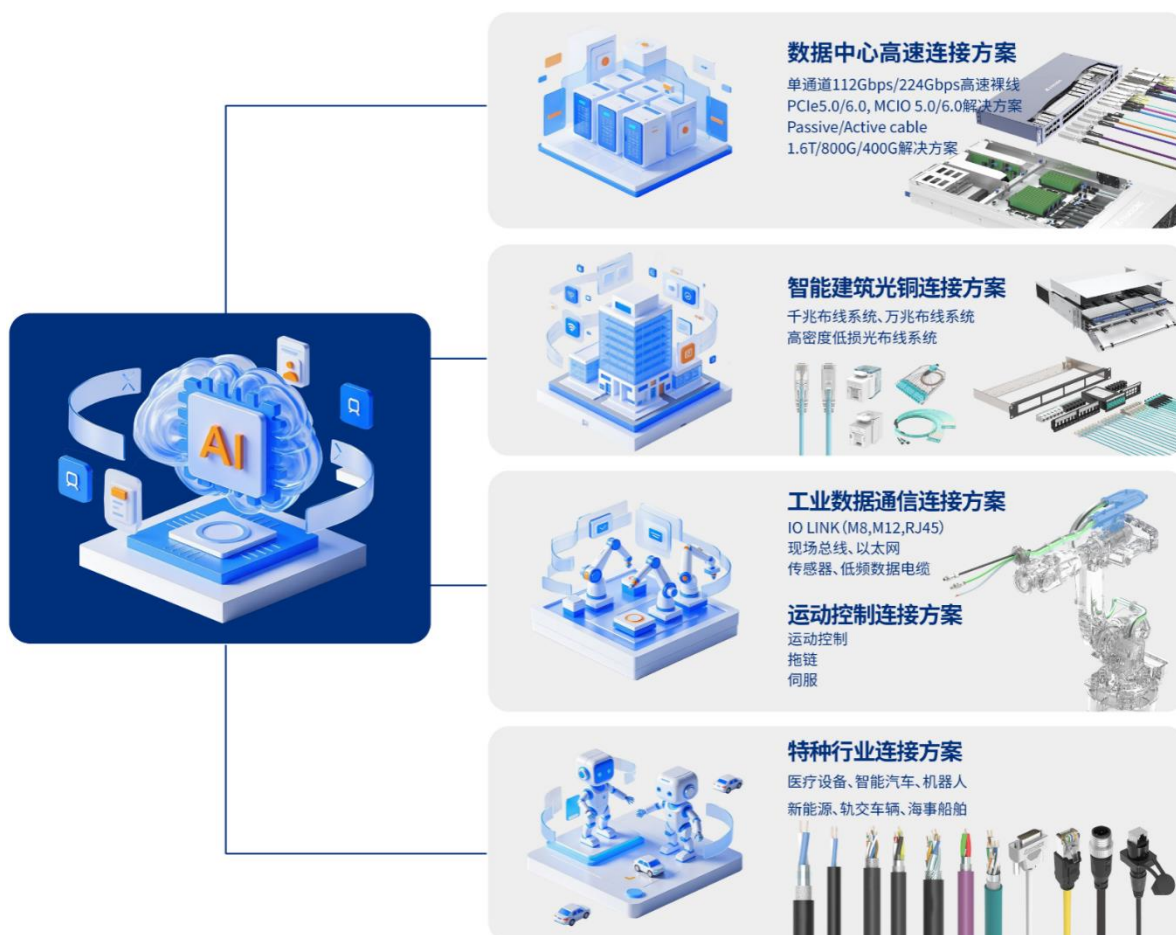 AI
数据中心高速连接方案
单通道112Gbps/224Gbps高速裸线
PCIe5.0/6.0, MCIO 5.0/6.0解决方案
Passive/Active cable
1.6T/800G/400G解决方案
智能建筑光铜连接方案
千兆布线系统、万兆布线系统
高密度低损光布线系统
工业数据通信连接方案
IO LINK (M8,M12,RJ45)
现场总线、以太网
传感器、低频数据电缆
运动控制连接方案
运动控制
拖链
伺服
特种行业连接方案
医疗设备、智能汽车、机器人
新能源、轨交车辆、海事船舶